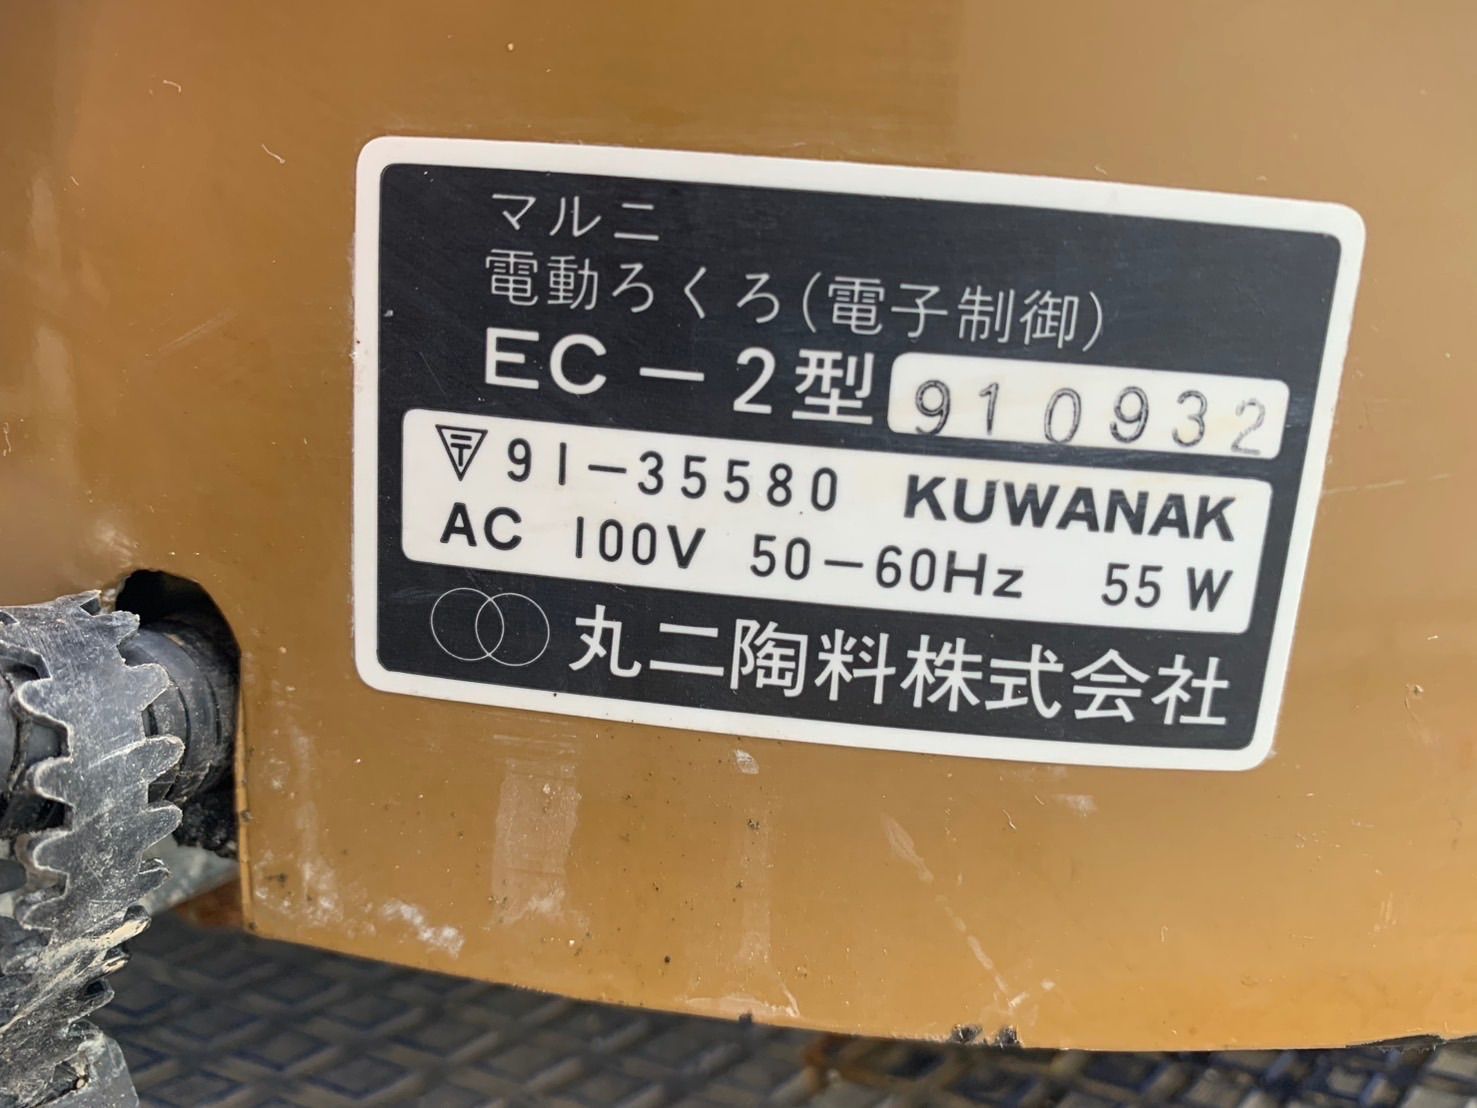 マルニ
電動ろくろ(電子制御)
EC-2型 910932
〒91-35580 KUWANAK
AC 100V 50-60Hz 55W
丸二陶料株式会社